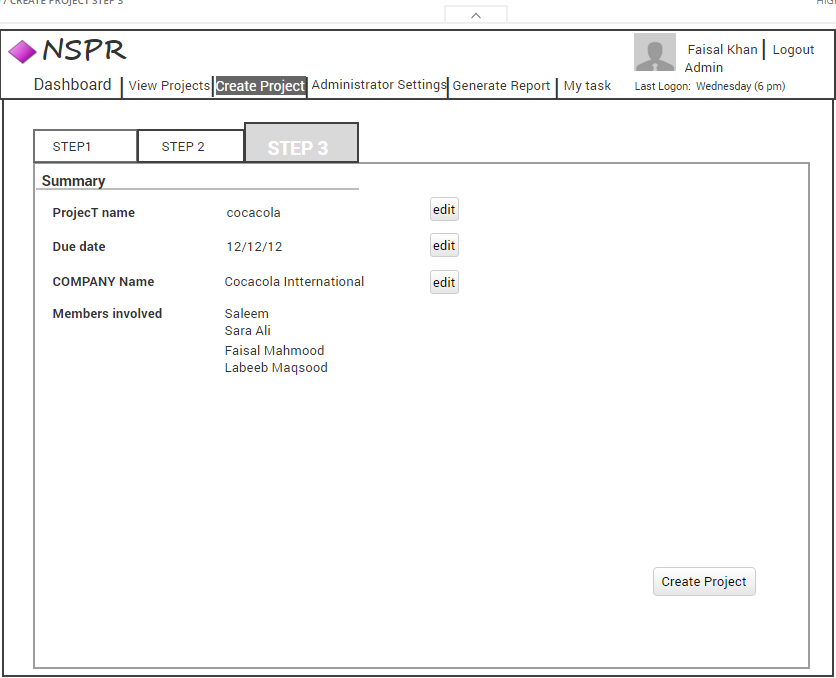 / CREATE PROJECT STEP 3
NSPR
Faisal Khan | Logout
Admin
Dashboard | View Projects | Create Project | Administrator Settings | Generate Report | My task
Last Logon: Wednesday (6 pm)
STEP1 STEP 2 STEP 3
Summary
ProjecT name cocacola edit
Due date 12/12/12 edit
COMPANY Name Cocacola Intternational edit
Members involved Saleem
Sara Ali
Faisal Mahmood
Labeeb Maqsood
Create Project